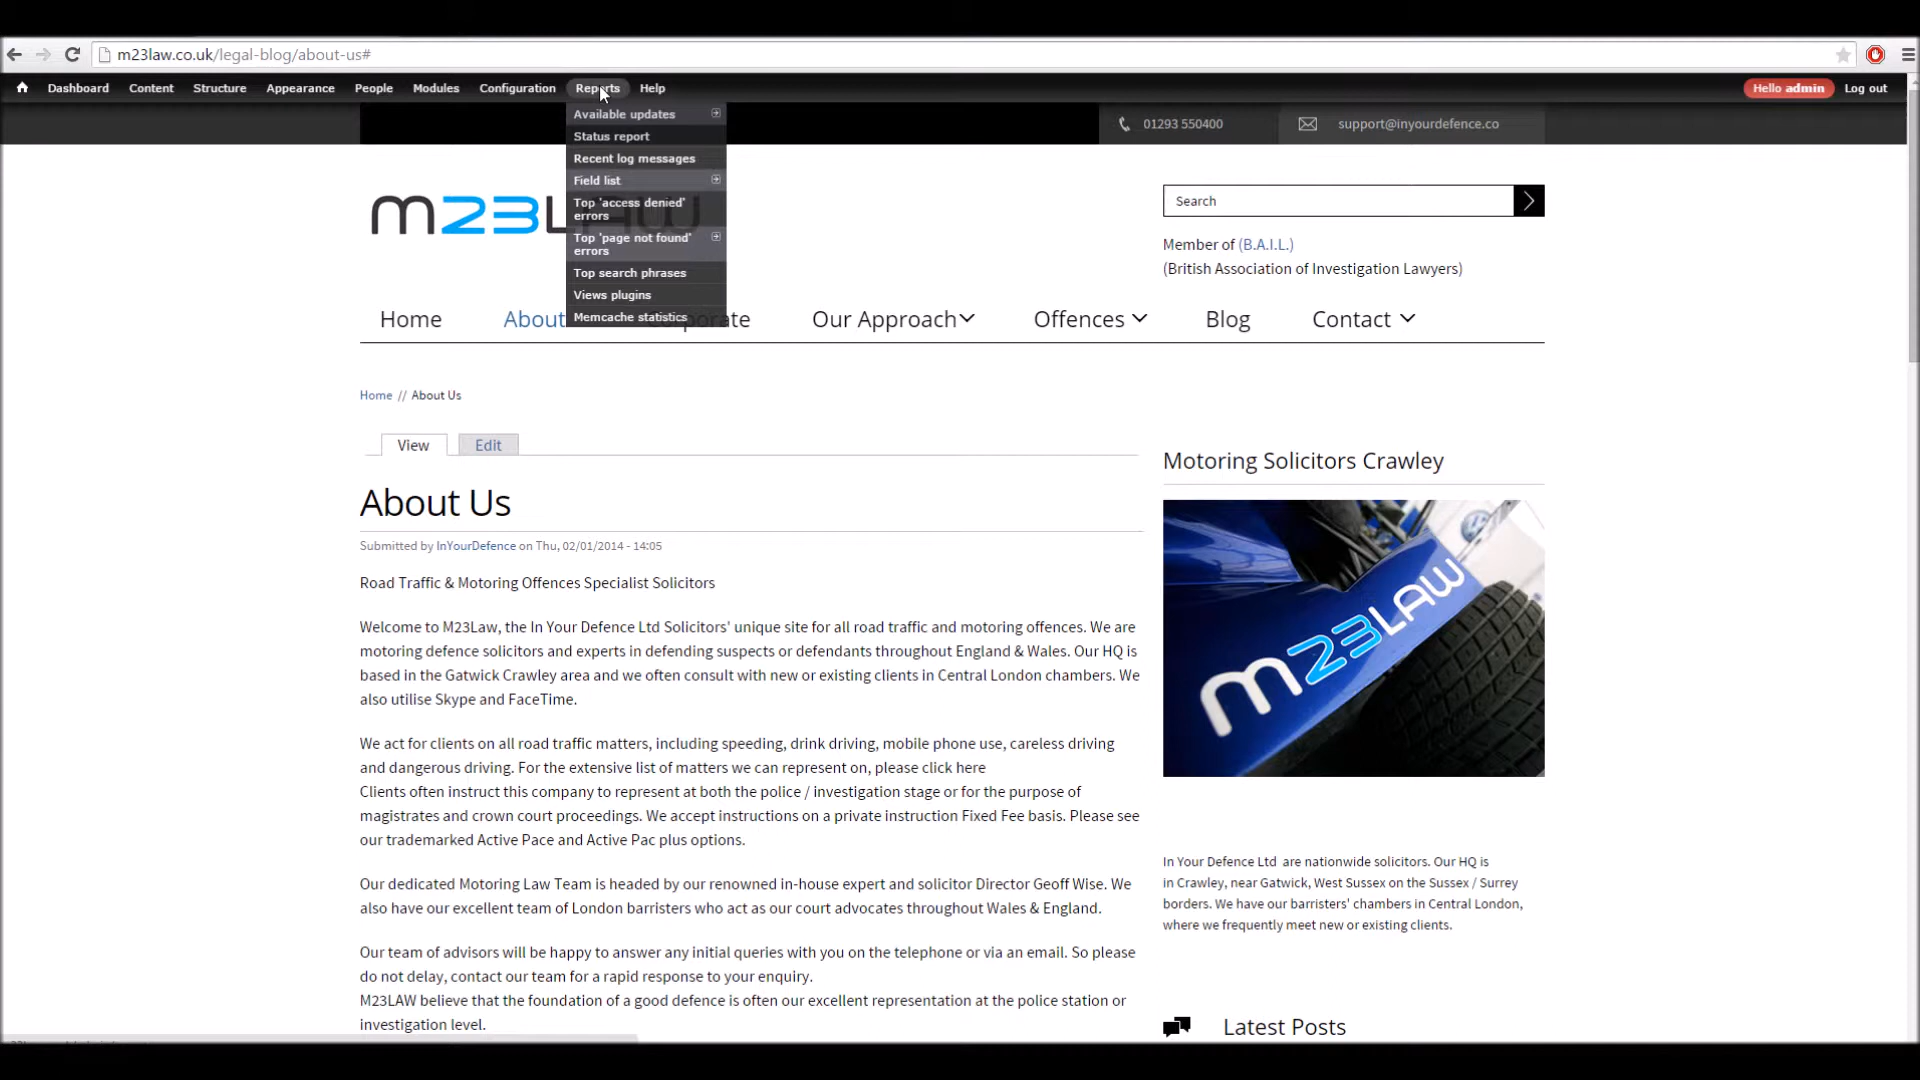 m23law.co.uk/legal-blog/about-us#
Dashboard Content Structure Appearance People Modules Configuration Reports Help Hello admin Log out
Available updates
Status report
Recent log messages
Field list
Top 'access denied'
errors
Top 'page not found'
errors
Top search phrases
Views plugins
Memcache statistics
01293 550400 support@inyourdefence.co
m23LAW
Search
Member of (B.A.I.L.)
(British Association of Investigation Lawyers)
Home About Corporate Our Approach Offences Blog Contact
Home // About Us
View Edit
About Us
Submitted by InYourDefence on Thu, 02/01/2014 - 14:05
Road Traffic & Motoring Offences Specialist Solicitors
Welcome to M23Law, the In Your Defence Ltd Solicitors' unique site for all road traffic and motoring offences. We are
motoring defence solicitors and experts in defending suspects or defendants throughout England & Wales. Our HQ is
based in the Gatwick Crawley area and we often consult with new or existing clients in Central London chambers. We
also utilise Skype and FaceTime.
We act for clients on all road traffic matters, including speeding, drink driving, mobile phone use, careless driving
and dangerous driving. For the extensive list of matters we can represent on, please click here
Clients often instruct this company to represent at both the police / investigation stage or for the purpose of
magistrates and crown court proceedings. We accept instructions on a private instruction Fixed Fee basis. Please see
our trademarked Active Pace and Active Pac plus options.
Our dedicated Motoring Law Team is headed by our renowned in-house expert and solicitor Director Geoff Wise. We
also have our excellent team of London barristers who act as our court advocates throughout Wales & England.
Our team of advisors will be happy to answer any initial queries with you on the telephone or via an email. So please
do not delay, contact our team for a rapid response to your enquiry.
M23LAW believe that the foundation of a good defence is often our excellent representation at the police station or
investigation level.
Motoring Solicitors Crawley
m23LAW
In Your Defence Ltd are nationwide solicitors. Our HQ is
in Crawley, near Gatwick, West Sussex on the Sussex / Surrey
borders. We have our barristers' chambers in Central London,
where we frequently meet new or existing clients.
Latest Posts